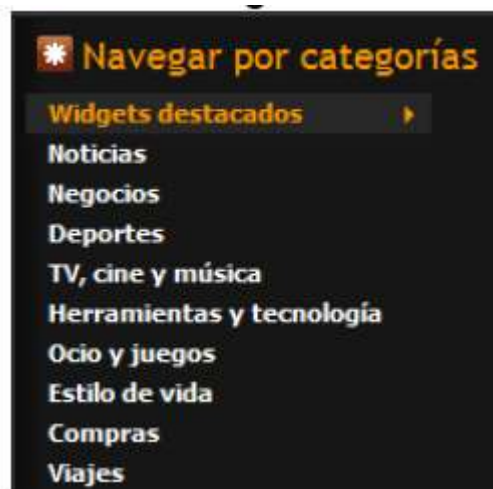 Navegar por categorías
Widgets destacados
Noticias
Negocios
Deportes
TV, cine y música
Herramientas y tecnología
Ocio y juegos
Estilo de vida
Compras
Viajes